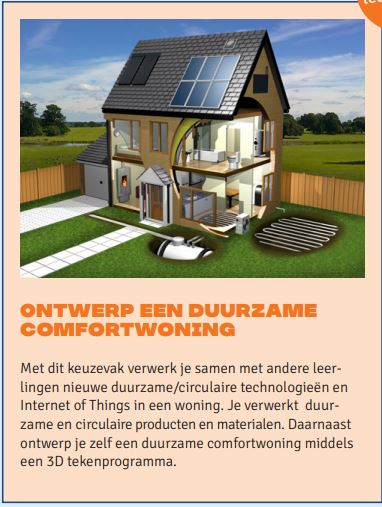 ONTWERP EEN DUURZAME
COMFORTWONING
Met dit keuzevak verwerk je samen met andere leer-
lingen nieuwe duurzame/circulaire technologieën en
Internet of Things in een woning. Je verwerkt duur-
zame en circulaire producten en materialen. Daarnaast
ontwerp je zelf een duurzame comfortwoning middels
een 3D tekenprogramma.